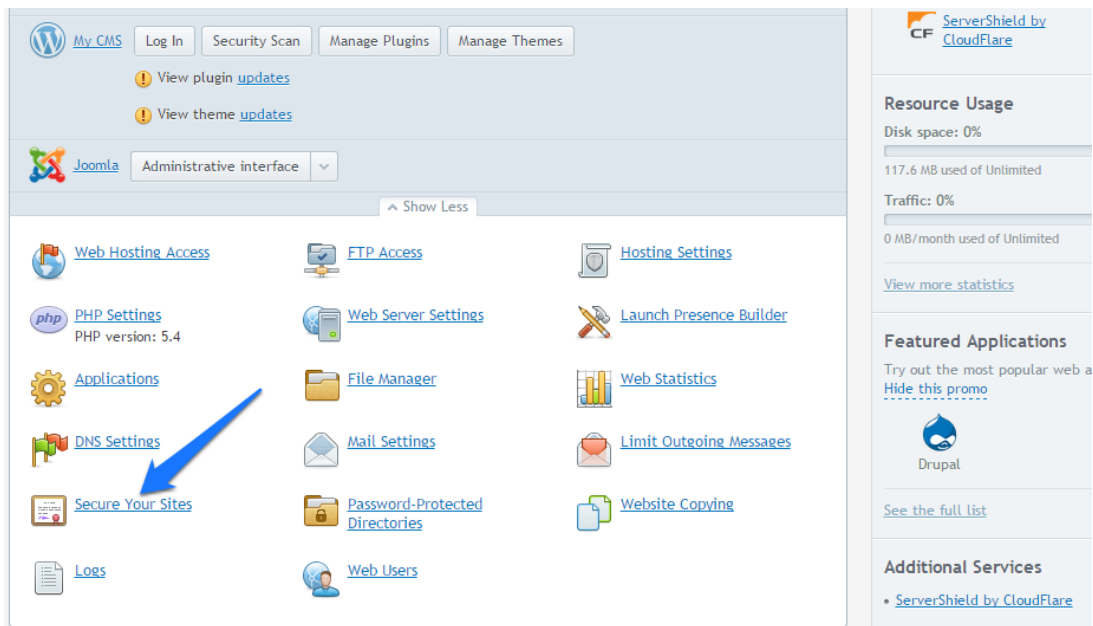 My CMS Log In Security Scan Manage Plugins Manage Themes
View plugin updates
View theme updates
Joomla Administrative interface
Show Less
Web Hosting Access
FTP Access
Hosting Settings
php PHP Settings
PHP version: 5.4
Web Server Settings
Launch Presence Builder
Applications
File Manager
Web Statistics
DNS Settings
Mail Settings
Limit Outgoing Messages
Secure Your Sites
Password-Protected
Directories
Website Copying
Logs
Web Users
CF
ServerShield by
CloudFlare
Resource Usage
Disk space: 0%
117.6 MB used of Unlimited
Traffic: 0%
0 MB/month used of Unlimited
View more statistics
Featured Applications
Try out the most popular web a
Hide this promo
Drupal
See the full list
Additional Services
• ServerShield by CloudFlare